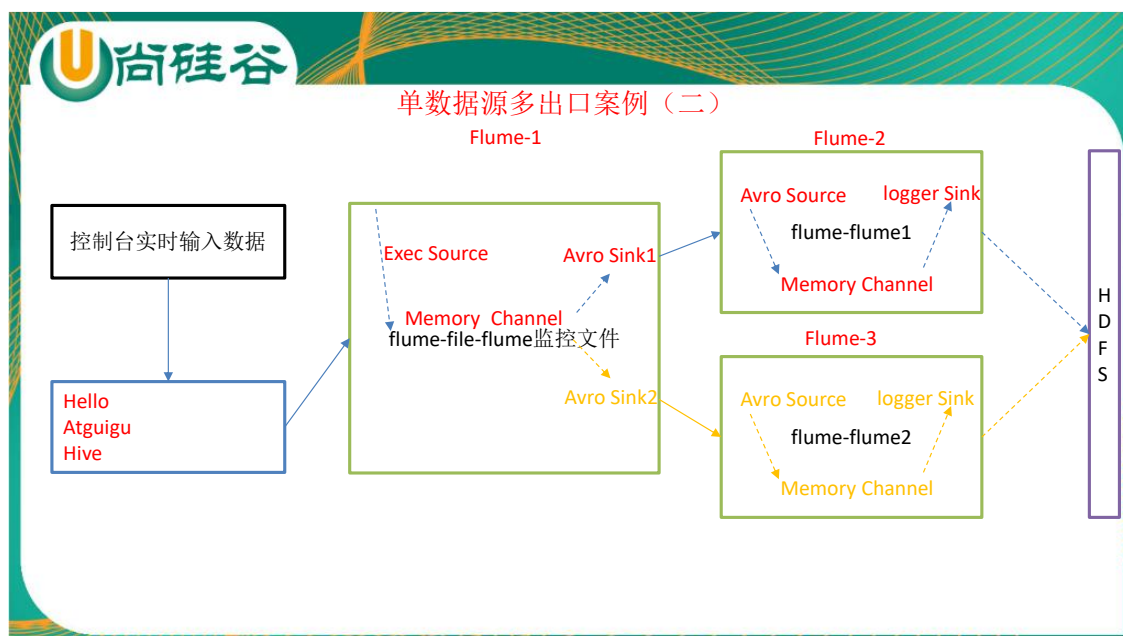 尚硅谷
单数据源多出口案例（二）
Flume-1
Flume-2
控制台实时输入数据
Hello
Atguigu
Hive
Exec Source
Avro Sink1
Memory Channel
flume-file-flume监控文件
Avro Sink2
Avro Source
logger Sink
flume-flume1
Memory Channel
Flume-3
Avro Source
logger Sink
flume-flume2
Memory Channel
H
D
F
S